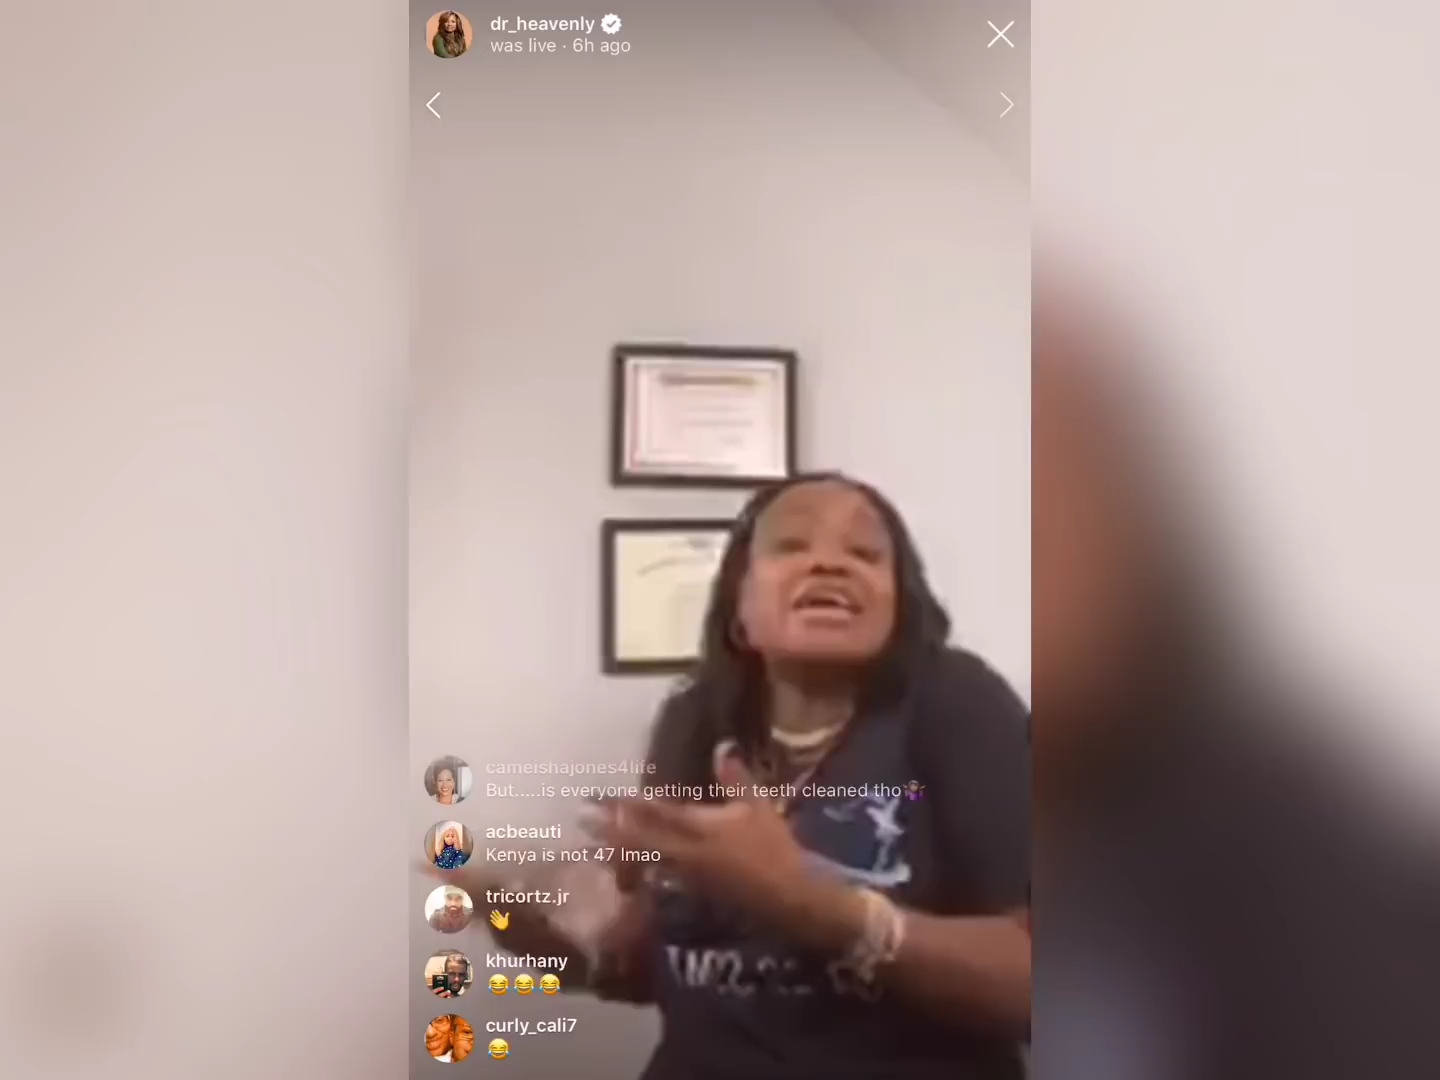 dr_heavenly
was live · 6h ago
cameishajones4life
But.....is everyone getting their teeth cleaned tho🤷🏾‍♀️
acbeauti
Kenya is not 47 lmao
tricortz.jr
👋
khurhany
😂😂😂
curly_cali7
😂